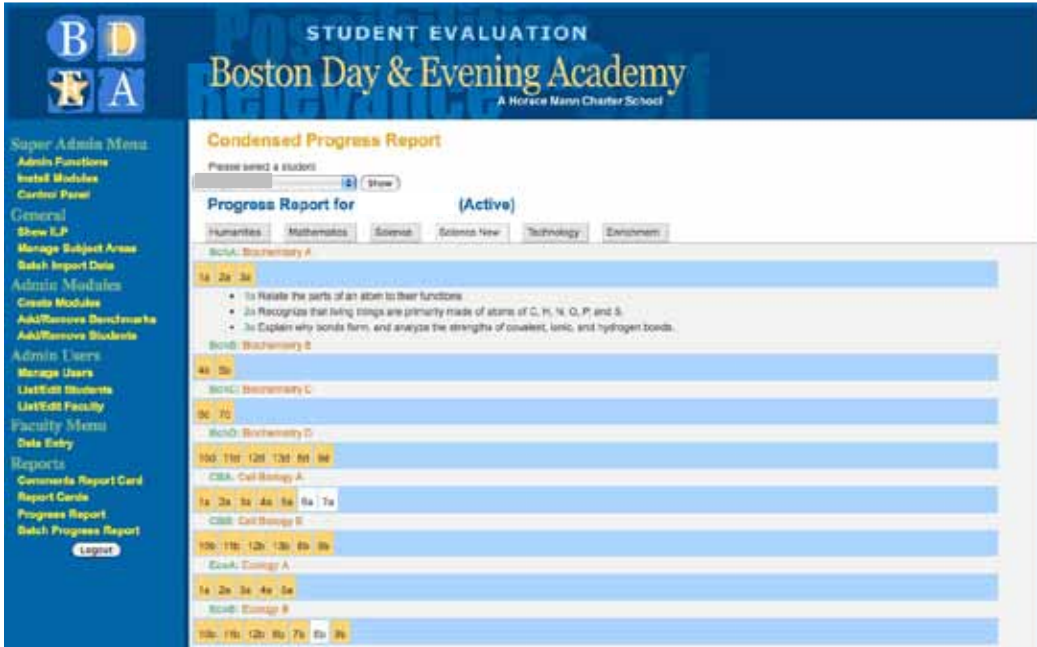 B D
E A
STUDENT EVALUATION
Boston Day & Evening Academy
A Horace Mann Charter School
Super Admin Menu
Admin Functions
Install Modules
Control Panel
General
Show ILP
Manage Subject Areas
Batch Import Data
Admin Modules
Create Modules
Add/Remove Benchmarks
Add/Remove Students
Admin Users
Manage Users
List/Edit Students
List/Edit Faculty
Faculty Menu
Data Entry
Reports
Comments Report Card
Report Cards
Progress Report
Batch Progress Report
Logout
Condensed Progress Report
Please select a student
Show
Progress Report for (Active)
Humanities Mathematics Science Science New Technology Enrichment
BchA: Biochemistry A
1a 2a 3a
• 1a Relate the parts of an atom to their functions
• 2a Recognize that living things are primarily made of atoms of C, H, N, O, P, and S.
• 3a Explain why bonds form, and analyze the strengths of covalent, ionic, and hydrogen bonds.
BchB: Biochemistry B
4b 5b
BchC: Biochemistry C
6c 7c
BchD: Biochemistry D
10d 11d 12d 13d 8d 9d
CBA: Cell Biology A
1a 2a 3a 4a 5a 6a 7a
CBB: Cell Biology B
10b 11b 12b 13b 8b 9b
EcoA: Ecology A
1a 2a 3a 4a 5a
EcoB: Ecology B
10b 11b 12b 6b 7b 8b 9b